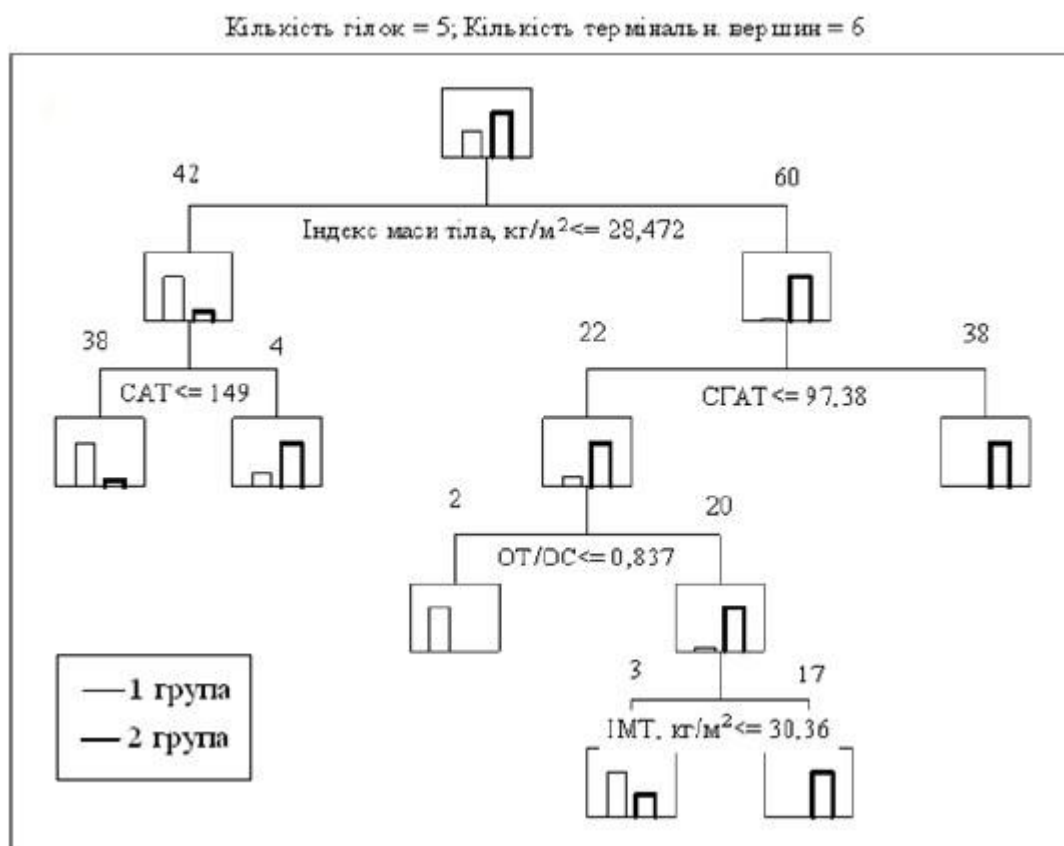 Кількість гілок = 5; Кількість термінальн. вершин = 6
42
60
Індекс маси тіла, кг/м²<= 28,472
38
4
22
38
САТ<= 149
СГАТ<= 97,38
2
20
ОТ/ОС<= 0,837
3
17
ІМТ, кг/м²<= 30,36
1 група
2 група